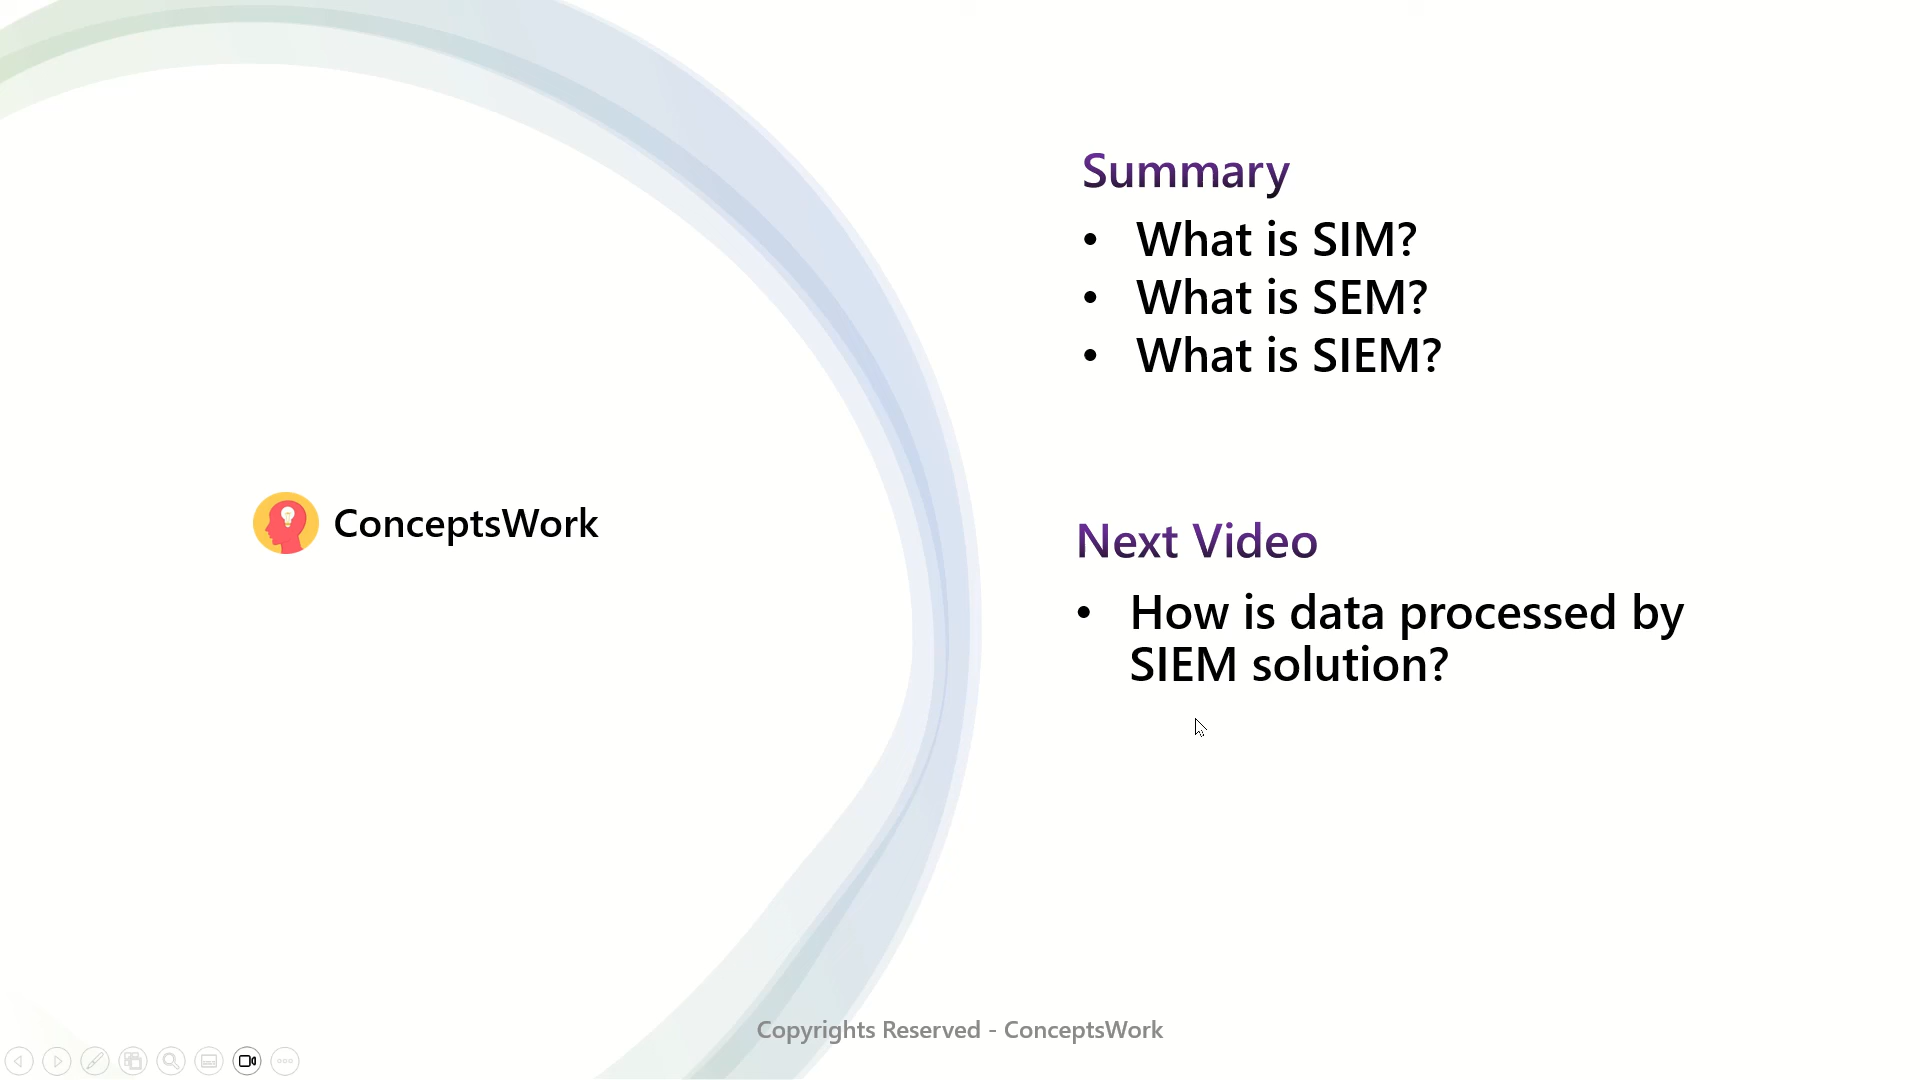 Summary
• What is SIM?
• What is SEM?
• What is SIEM?
ConceptsWork
Next Video
• How is data processed by
SIEM solution?
Copyrights Reserved - ConceptsWork